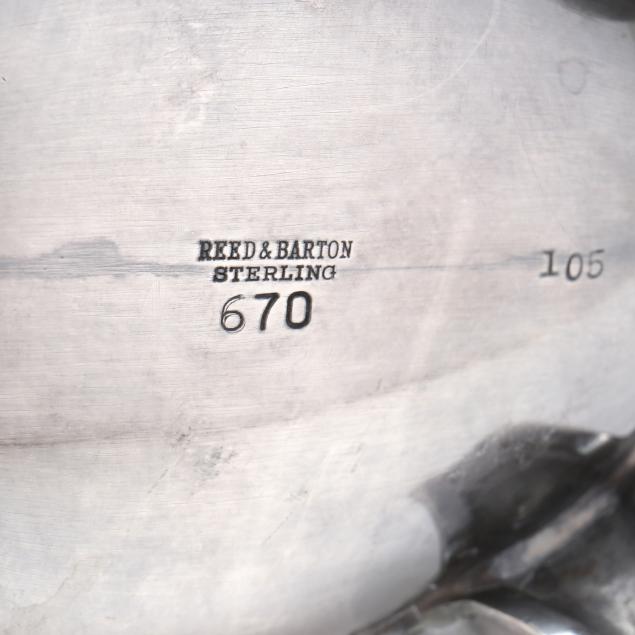 REED & BARTON
STERLING
670
105